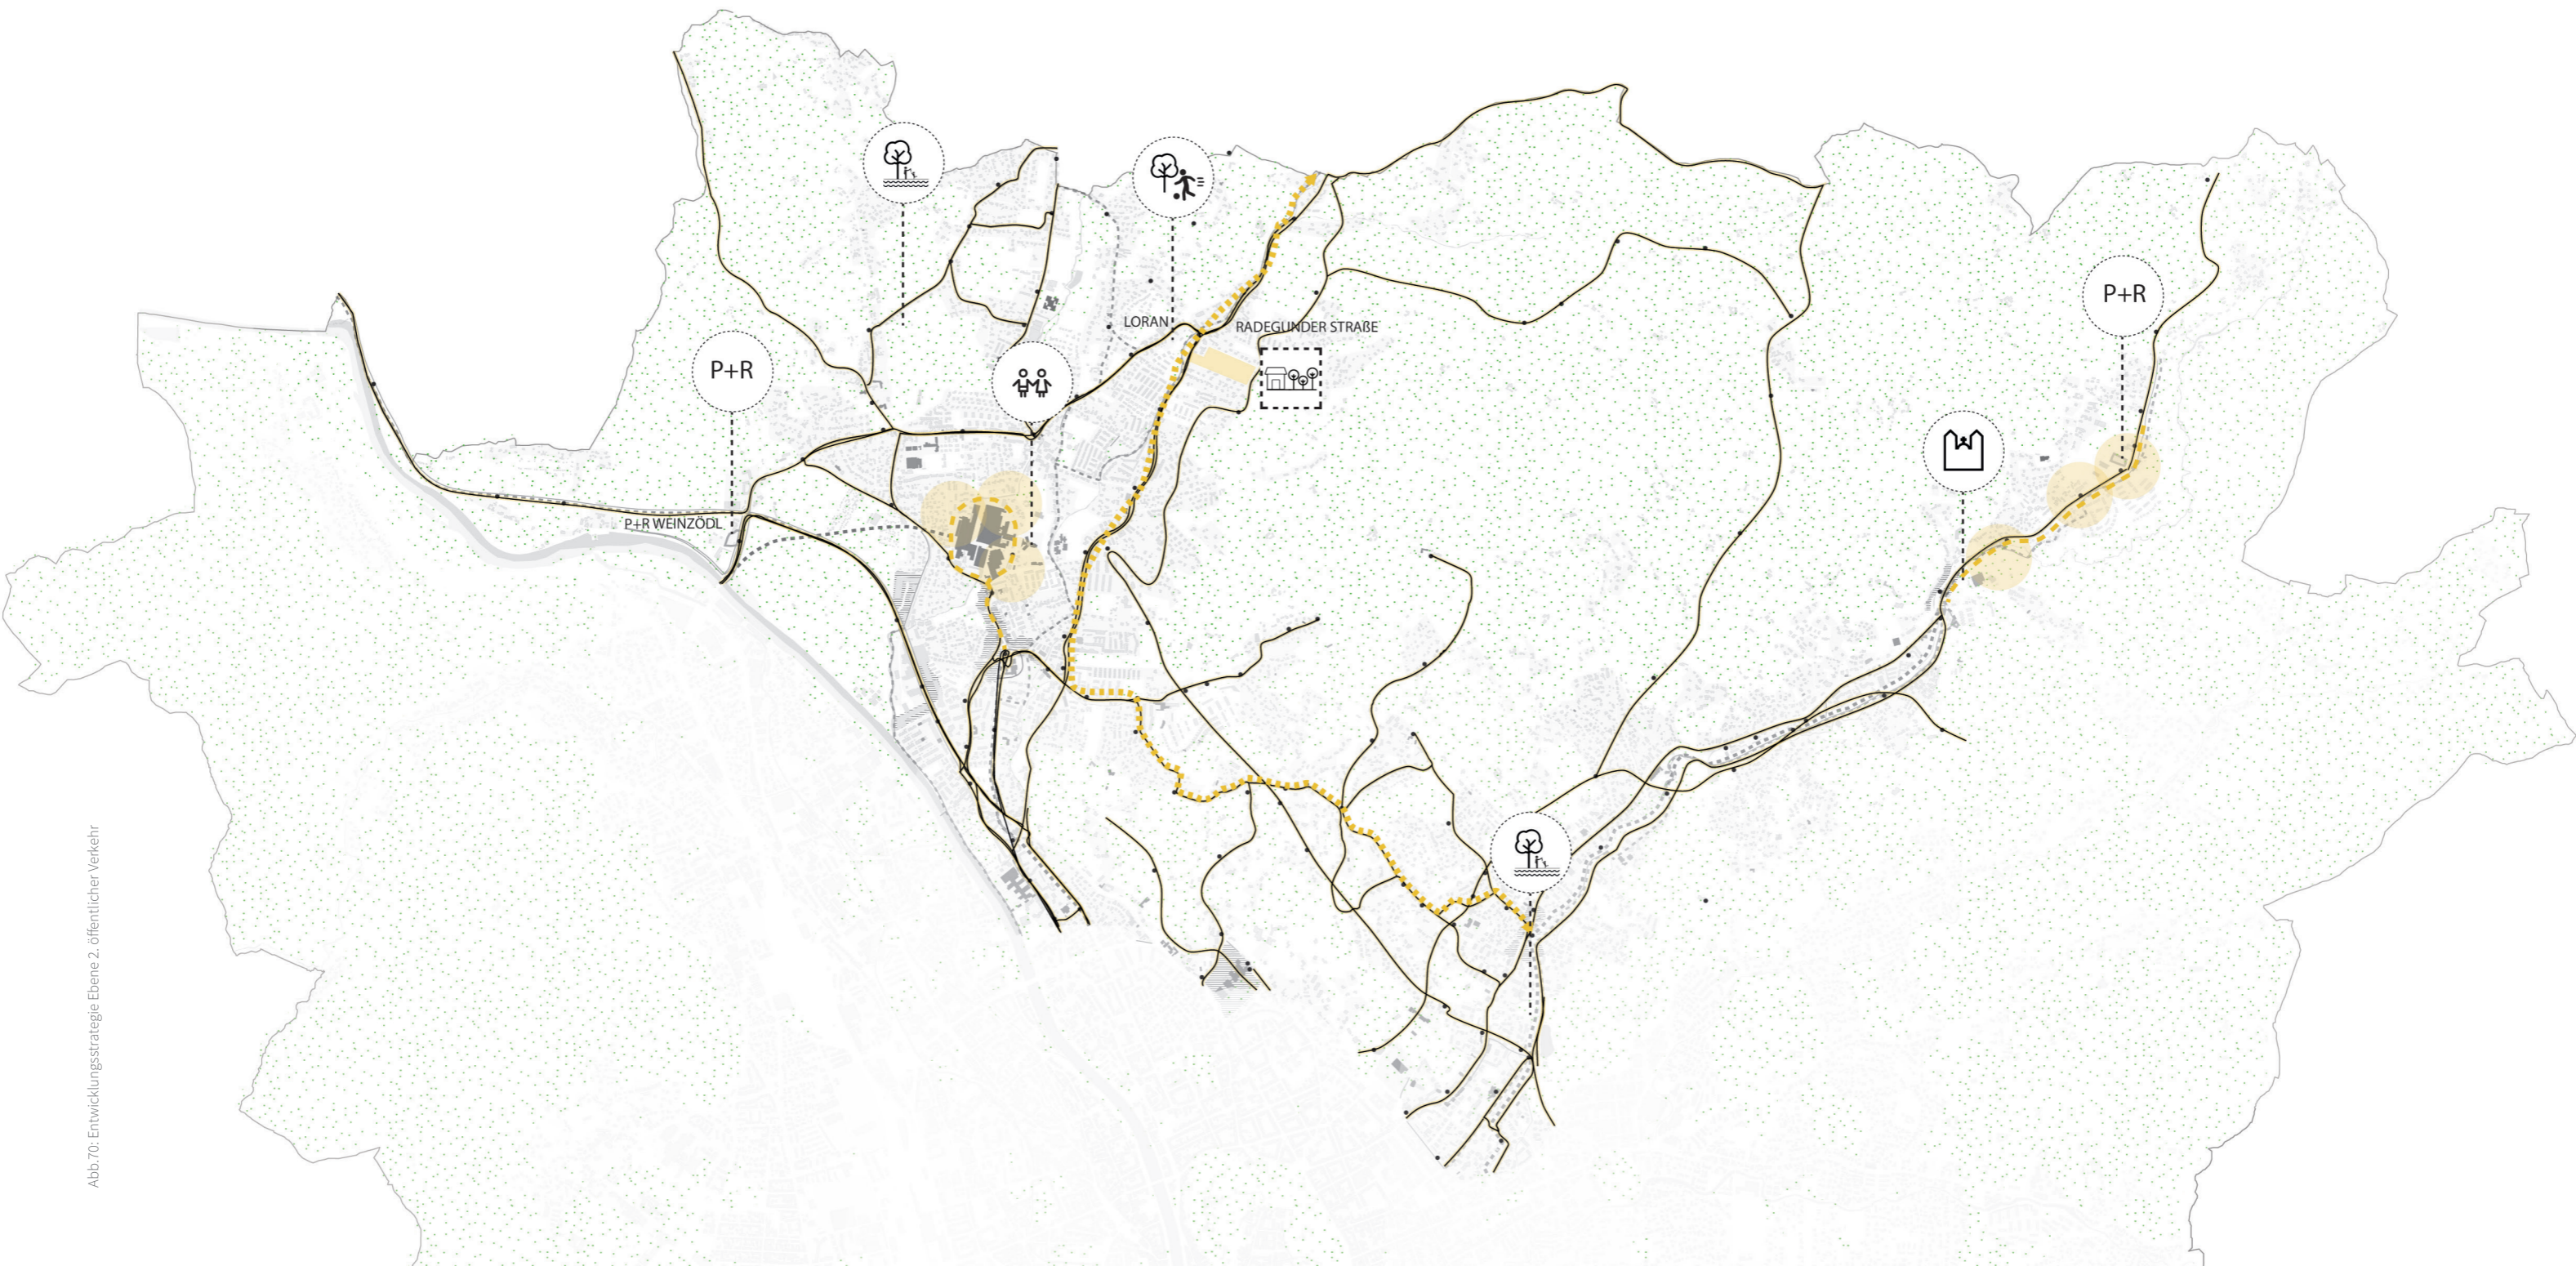 P+R
LORAN
RADEGUNDER STRAßE
P+R
P+R WEINZÖDL
Abb.70: Entwicklungsstrategie Ebene 2. öffentlicher Verkehr